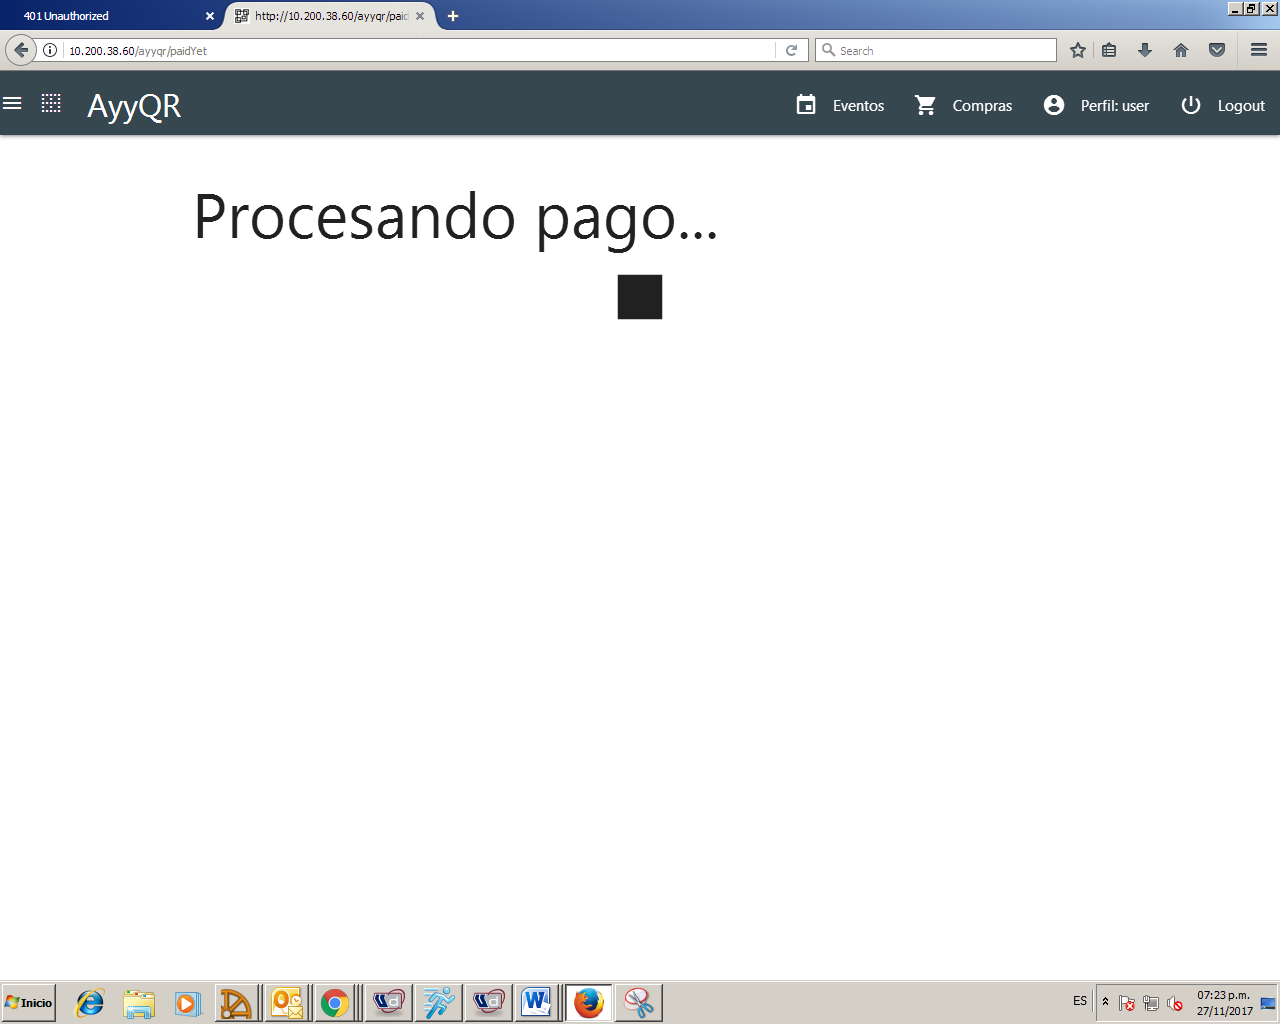 401 Unauthorized
http://10.200.38.60/ayyqr/paid
10.200.38.60/ayyqr/paidYet
Search
AyyQR
Eventos
Compras
Perfil: user
Logout
Procesando pago...
Inicio
ES
07:23 p.m.
27/11/2017